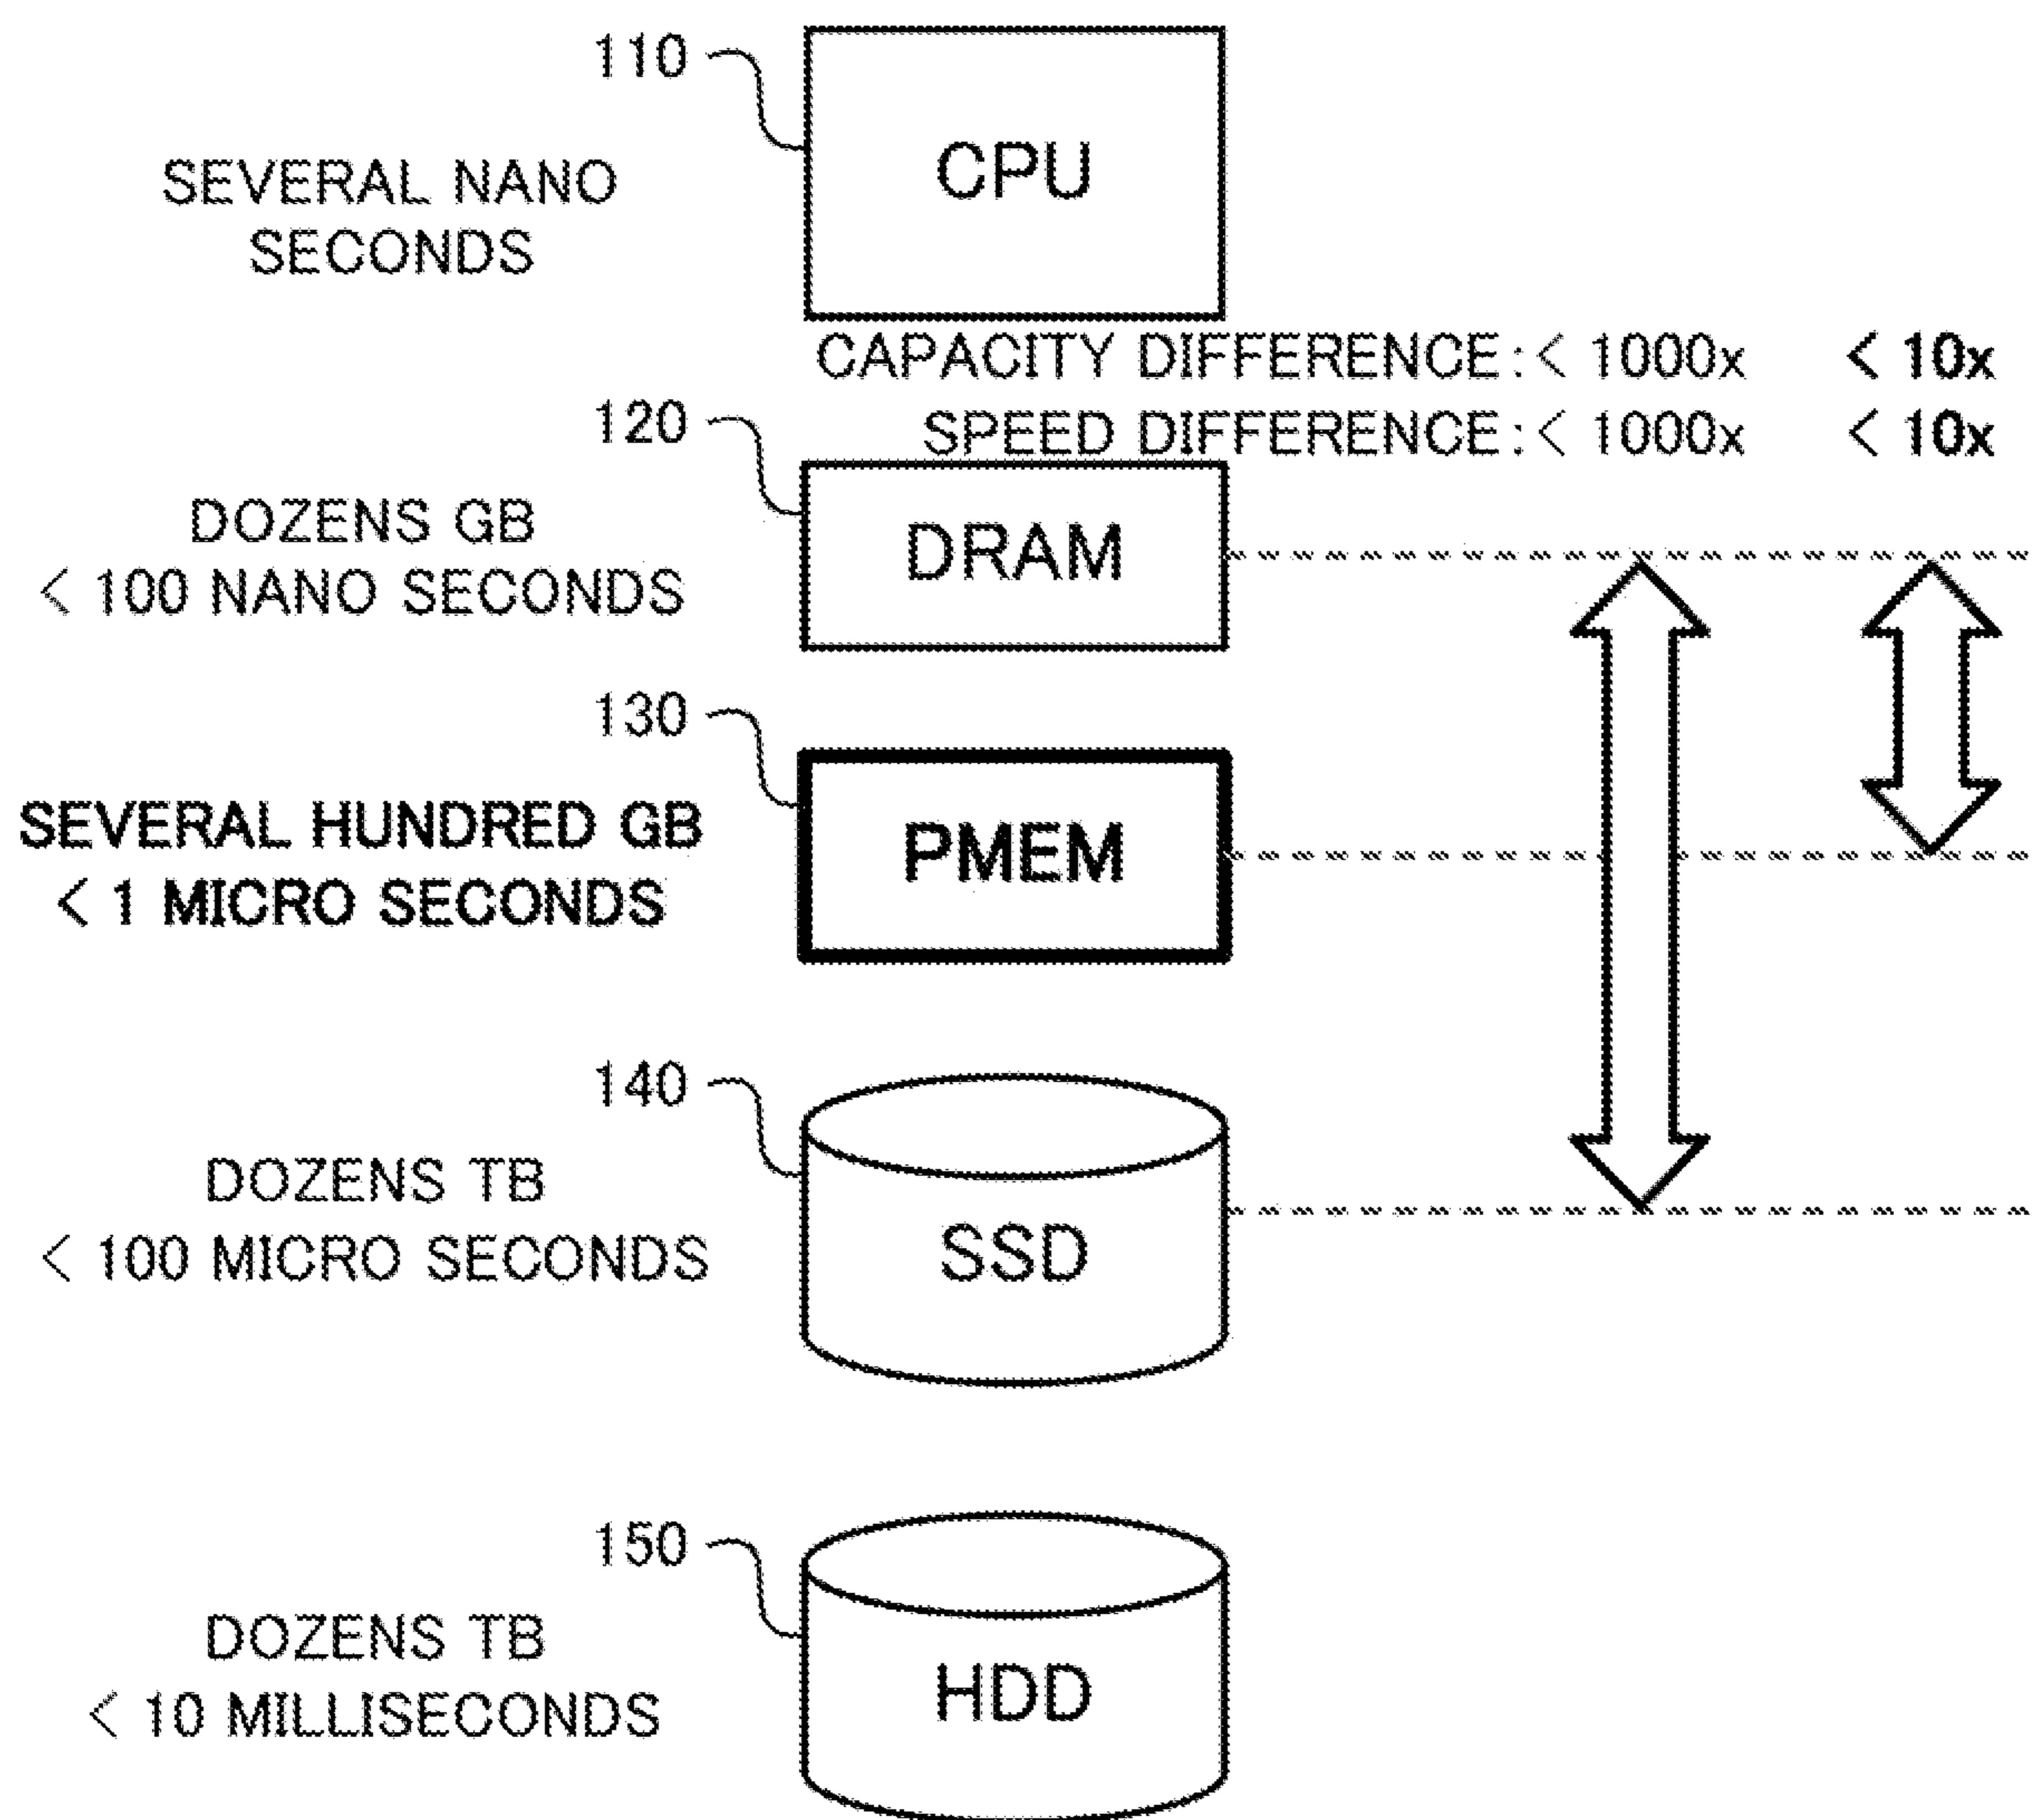 110
CPU
SEVERAL NANO
SECONDS
CAPACITY DIFFERENCE: < 1000x < 10x
SPEED DIFFERENCE: < 1000x < 10x
120
DRAM
DOZENS GB
< 100 NANO SECONDS
130
PMEM
SEVERAL HUNDRED GB
< 1 MICRO SECONDS
140
SSD
DOZENS TB
< 100 MICRO SECONDS
150
HDD
DOZENS TB
< 10 MILLISECONDS